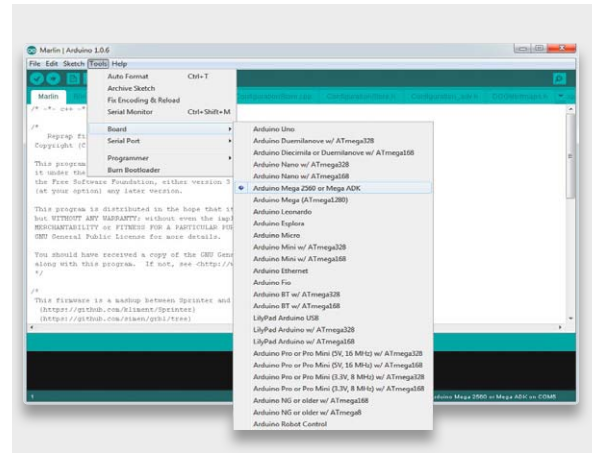 Marlin | Arduino 1.0.6
File Edit Sketch Tools Help
Auto Format Ctrl+T
Archive Sketch
Fix Encoding & Reload
Serial Monitor Ctrl+Shift+M
Board
Serial Port
Programmer
Burn Bootloader
Marlin
/* -*- c++ -*-
/*
Reprap
Copyright (C)
This program
it under the
the Free Software Foundation, either version 3
(at your option) any later version.
This program is distributed in the hope that it
but WITHOUT ANY WARRANTY; without even the
MERCHANTABILITY or FITNESS FOR A PARTICULAR
GNU General Public License for more details.
You should have received a copy of the GNU
along with this program. If not, see
*/
/*
This firmware is a mashup between Sprinter and
(https://github.com/kliment/Sprinter)
(https://github.com/simen/grbl/tree)
Arduino Uno
Arduino Duemilanove w/ ATmega328
Arduino Diecimila or Duemilanove w/ ATmega168
Arduino Nano w/ ATmega328
Arduino Nano w/ ATmega168
Arduino Mega 2560 or Mega ADK
Arduino Mega (ATmega1280)
Arduino Leonardo
Arduino Esplora
Arduino Micro
Arduino Mini w/ ATmega328
Arduino Mini w/ ATmega168
Arduino Ethernet
Arduino Fio
Arduino BT w/ ATmega328
Arduino BT w/ ATmega168
LilyPad Arduino USB
LilyPad Arduino w/ ATmega328
LilyPad Arduino w/ ATmega168
Arduino Pro or Pro Mini (5V, 16 MHz) w/ ATmega328
Arduino Pro or Pro Mini (5V, 16 MHz) w/ ATmega168
Arduino Pro or Pro Mini (3.3V, 8 MHz) w/ ATmega328
Arduino Pro or Pro Mini (3.3V, 8 MHz) w/ ATmega168
Arduino NG or older w/ ATmega168
Arduino NG or older w/ ATmega8
Arduino Robot Control
1
Mega 2560 or Mega ADK on COM5